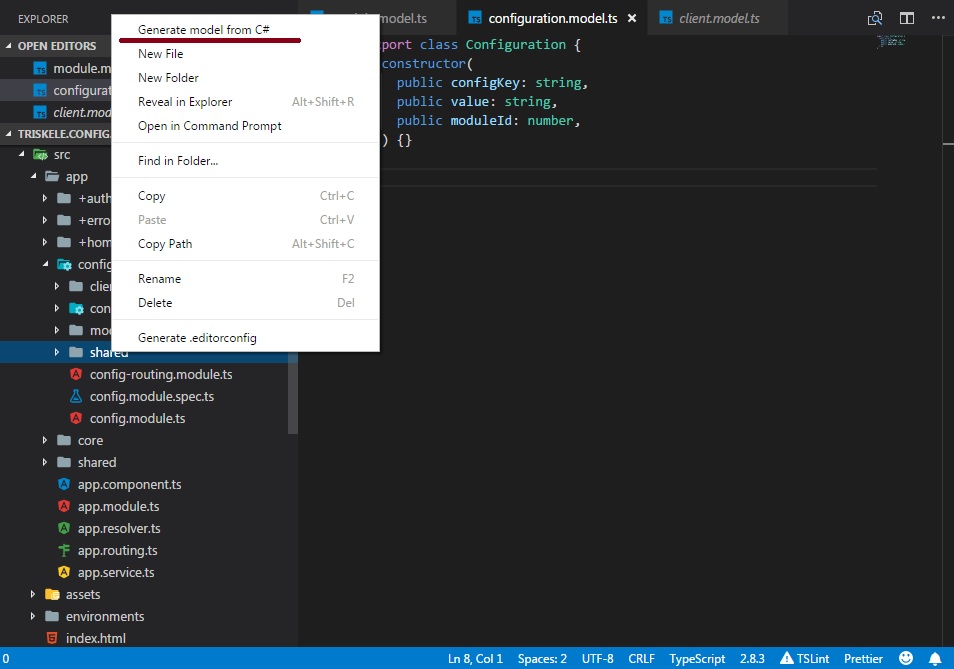 EXPLORER
OPEN EDITORS
module.m
configurat
client.mod
TRISKELE.CONFIG.
src
app
+auth
+erro
+hom
config
clie
con
mod
shared
config-routing.module.ts
config.module.spec.ts
config.module.ts
core
shared
app.component.ts
app.module.ts
app.resolver.ts
app.routing.ts
app.service.ts
assets
environments
index.html
Generate model from C#
New File
New Folder
Reveal in Explorer Alt+Shift+R
Open in Command Prompt
Find in Folder...
Copy Ctrl+C
Paste Ctrl+V
Copy Path Alt+Shift+C
Rename F2
Delete Del
Generate .editorconfig
model.ts
configuration.model.ts
client.model.ts
port class Configuration {
constructor(
public configKey: string,
public value: string,
public moduleId: number,
) {}
0 Ln 8, Col 1 Spaces: 2 UTF-8 CRLF TypeScript 2.8.3 TSLint Prettier